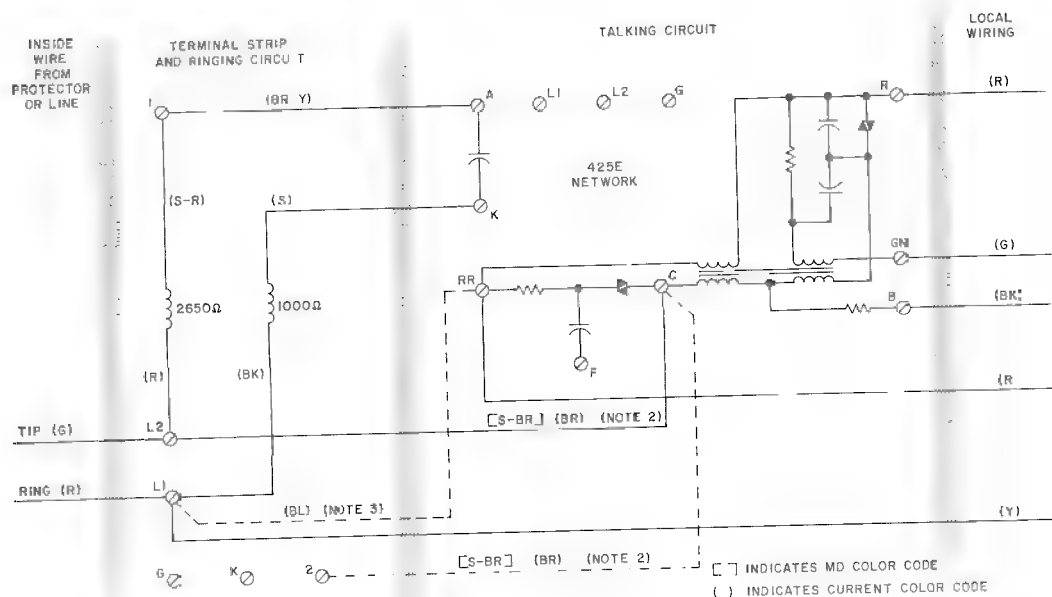 INSIDE
WIRE
FROM
PROTECTOR
OR LINE
TERMINAL STRIP
AND RINGING CIRCU T
TALKING CIRCUIT
LOCAL
WIRING
1
(BR Y)
A
L1
L2
G
R
(R)
425E
NETWORK
(S-R)
(S)
K
GN
(G)
RR
C
2650Ω
1000Ω
B
(BK)
F
(R)
(BK)
(R
[S-BR] (BR) (NOTE 2)
TIP (G)
L2
RING (R)
L1
(BL) (NOTE 3)
(Y)
[S-BR] (BR) (NOTE 2)
G
K
2
[ ] INDICATES MD COLOR CODE
( ) INDICATES CURRENT COLOR CODE